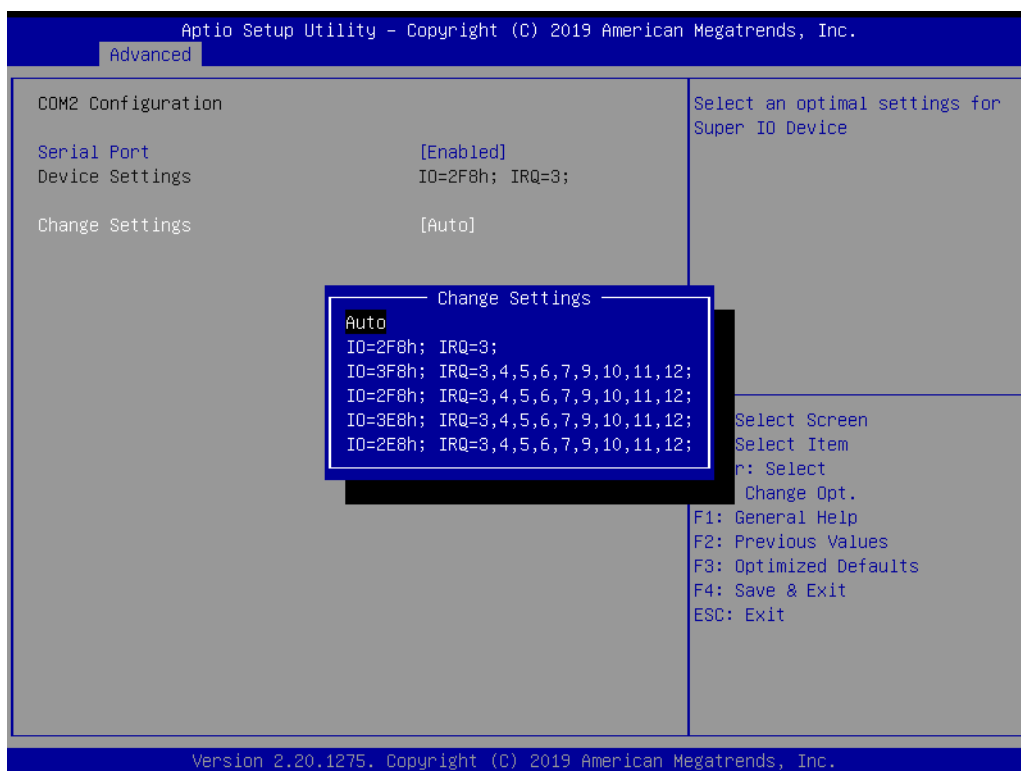 Aptio Setup Utility – Copyright (C) 2019 American Megatrends, Inc.
Advanced
COM2 Configuration
Serial Port [Enabled]
Device Settings IO=2F8h; IRQ=3;
Change Settings [Auto]
Select an optimal settings for
Super IO Device
Change Settings
Auto
IO=2F8h; IRQ=3;
IO=3F8h; IRQ=3,4,5,6,7,9,10,11,12;
IO=2F8h; IRQ=3,4,5,6,7,9,10,11,12;
IO=3E8h; IRQ=3,4,5,6,7,9,10,11,12;
IO=2E8h; IRQ=3,4,5,6,7,9,10,11,12;
Select Screen
Select Item
r: Select
Change Opt.
F1: General Help
F2: Previous Values
F3: Optimized Defaults
F4: Save & Exit
ESC: Exit
Version 2.20.1275. Copyright (C) 2019 American Megatrends, Inc.